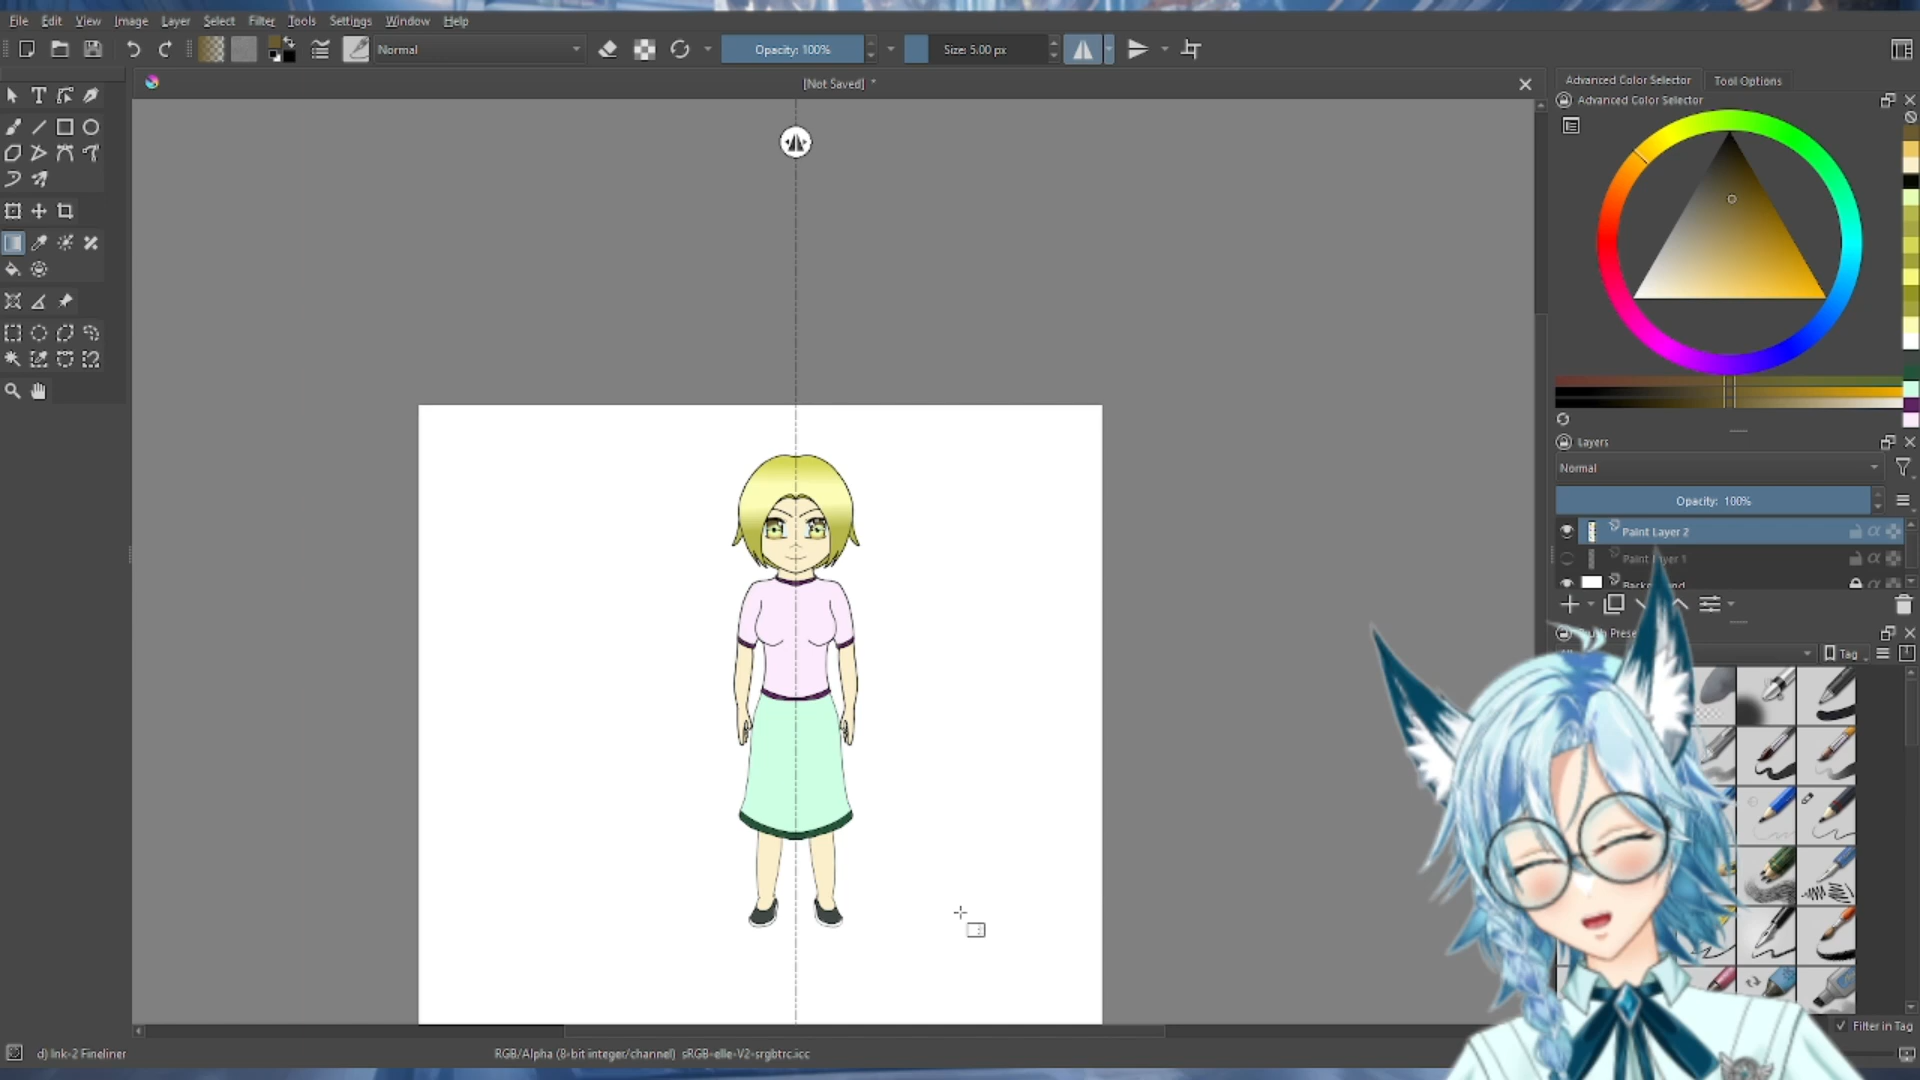 File Edit View Image Layer Select Filter Tools Settings Window Help
Normal
Opacity: 100%
Size: 5.00 px
[Not Saved] *
Advanced Color Selector
Tool Options
Advanced Color Selector
Layers
Normal
Opacity: 100%
Paint Layer 2
Tag
Filter in Tag
d) Ink-2 Fineliner
RGB/Alpha (8-bit integer/channel) sRGB-elle-V2-srgbtrc.icc